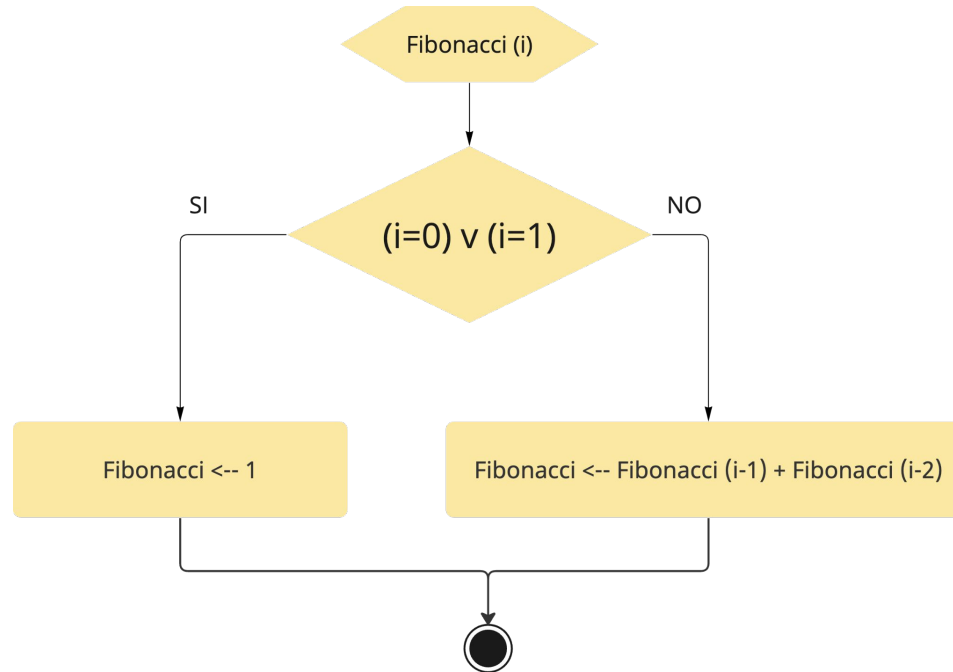 Fibonacci (i)
SI
NO
(i=0) v (i=1)
Fibonacci <-- 1
Fibonacci <-- Fibonacci (i-1) + Fibonacci (i-2)